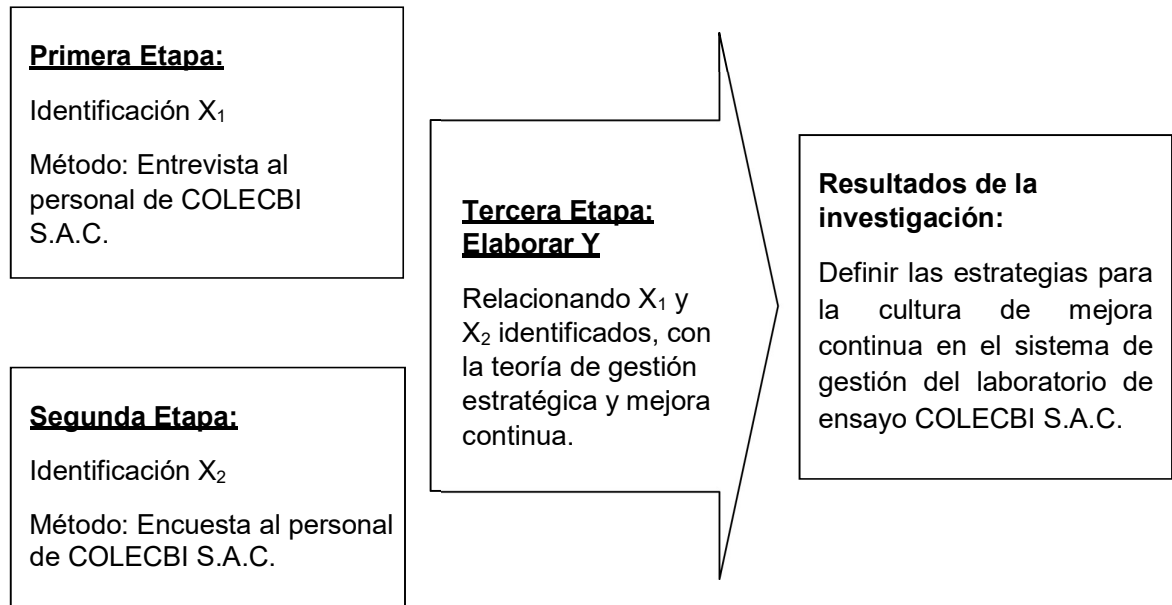 Primera Etapa:
Identificación X₁
Método: Entrevista al
personal de COLECBI
S.A.C.
Segunda Etapa:
Identificación X₂
Método: Encuesta al personal
de COLECBI S.A.C.
Tercera Etapa:
Elaborar Y
Relacionando X₁ y
X₂ identificados, con
la teoría de gestión
estratégica y mejora
continua.
Resultados de la
investigación:
Definir las estrategias para
la cultura de mejora
continua en el sistema de
gestión del laboratorio de
ensayo COLECBI S.A.C.